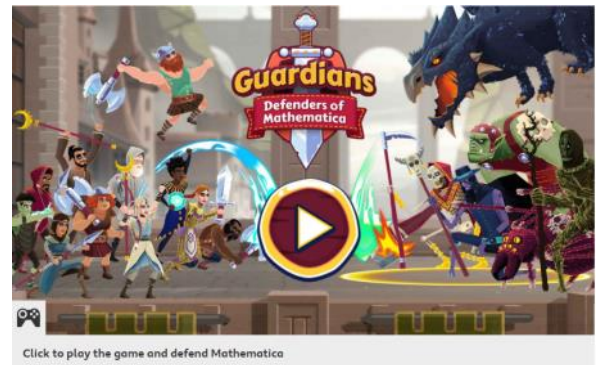 Guardians
Defenders of
Mathematica
Click to play the game and defend Mathematica